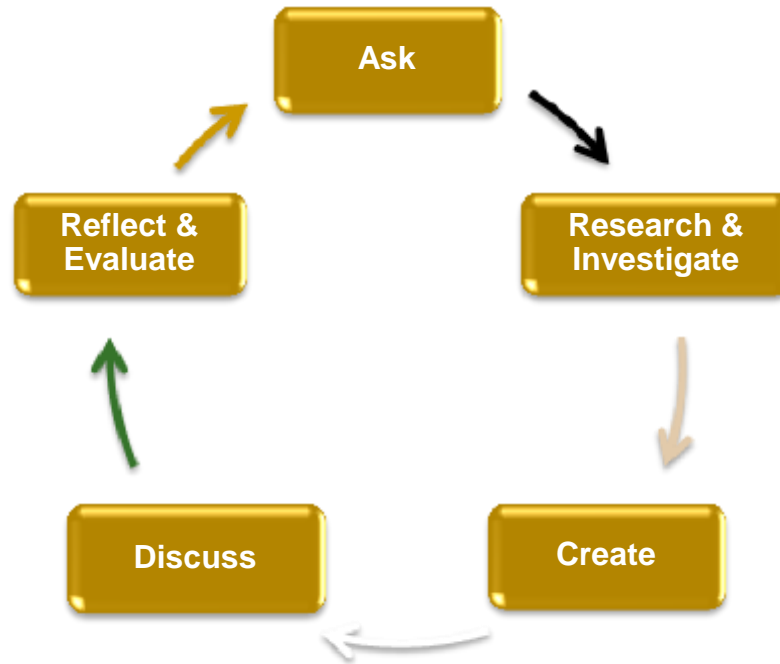 Ask
Research &
Investigate
Create
Discuss
Reflect &
Evaluate